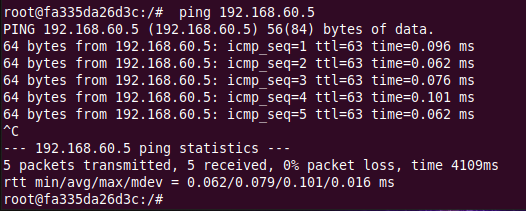 root@fa335da26d3c:/#  ping 192.168.60.5
PING 192.168.60.5 (192.168.60.5) 56(84) bytes of data.
64 bytes from 192.168.60.5: icmp_seq=1 ttl=63 time=0.096 ms
64 bytes from 192.168.60.5: icmp_seq=2 ttl=63 time=0.062 ms
64 bytes from 192.168.60.5: icmp_seq=3 ttl=63 time=0.076 ms
64 bytes from 192.168.60.5: icmp_seq=4 ttl=63 time=0.101 ms
64 bytes from 192.168.60.5: icmp_seq=5 ttl=63 time=0.062 ms
^C
--- 192.168.60.5 ping statistics ---
5 packets transmitted, 5 received, 0% packet loss, time 4109ms
rtt min/avg/max/mdev = 0.062/0.079/0.101/0.016 ms
root@fa335da26d3c:/#